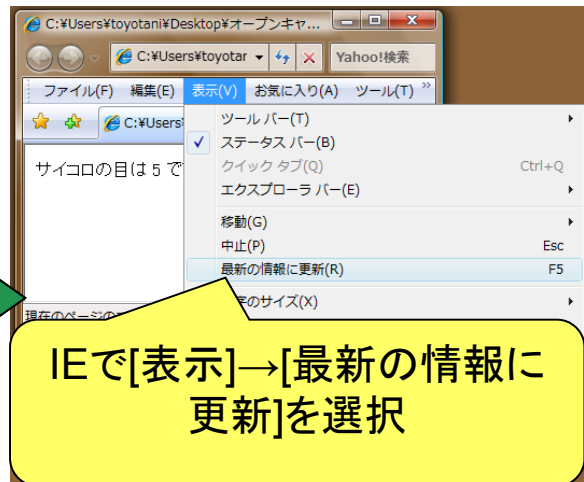 C:¥Users¥toyotani¥Desktop¥オープンキャ...
C:¥Users¥toyotar
Yahoo!検索
ファイル(F) 編集(E) 表示(V) お気に入り(A) ツール(T) »
C:¥Users
ツール バー(T)
✓ ステータス バー(B)
サイコロの目は 5 で
クイック タブ(Q) Ctrl+Q
エクスプローラ バー(E)
移動(G)
中止(P) Esc
最新の情報に更新(R) F5
字のサイズ(X)
現在のページの
IEで[表示]→[最新の情報に
更新]を選択